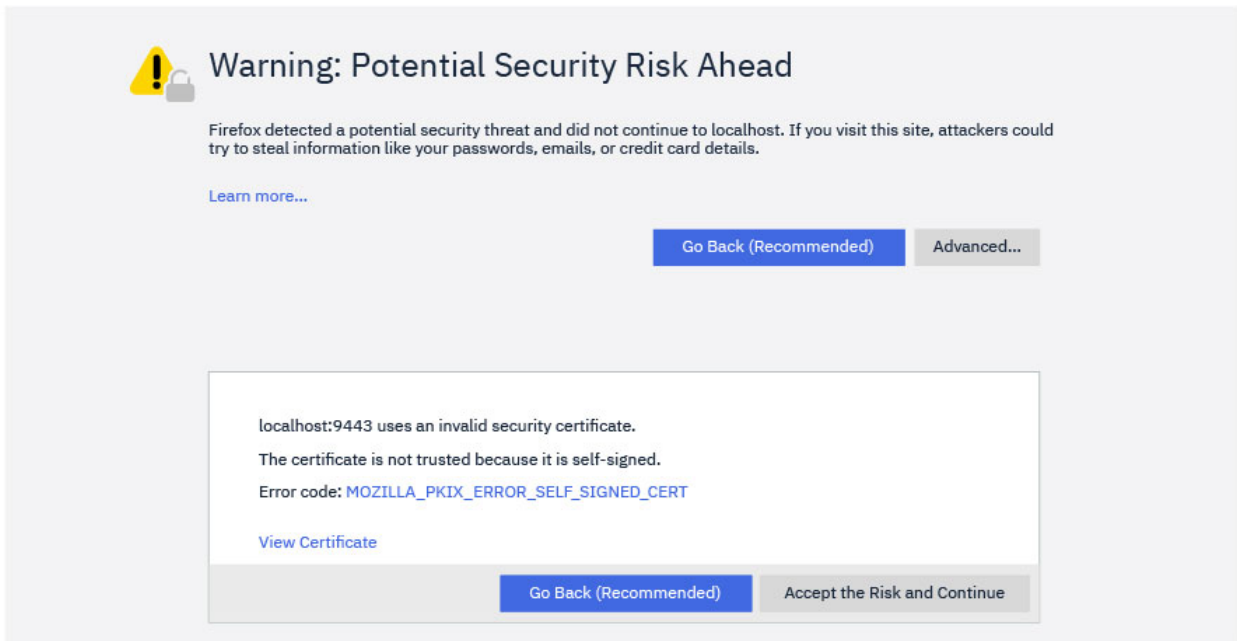 Warning: Potential Security Risk Ahead
Firefox detected a potential security threat and did not continue to localhost. If you visit this site, attackers could
try to steal information like your passwords, emails, or credit card details.
Learn more...
Go Back (Recommended)
Advanced...
localhost:9443 uses an invalid security certificate.
The certificate is not trusted because it is self-signed.
Error code: MOZILLA_PKIX_ERROR_SELF_SIGNED_CERT
View Certificate
Go Back (Recommended)
Accept the Risk and Continue